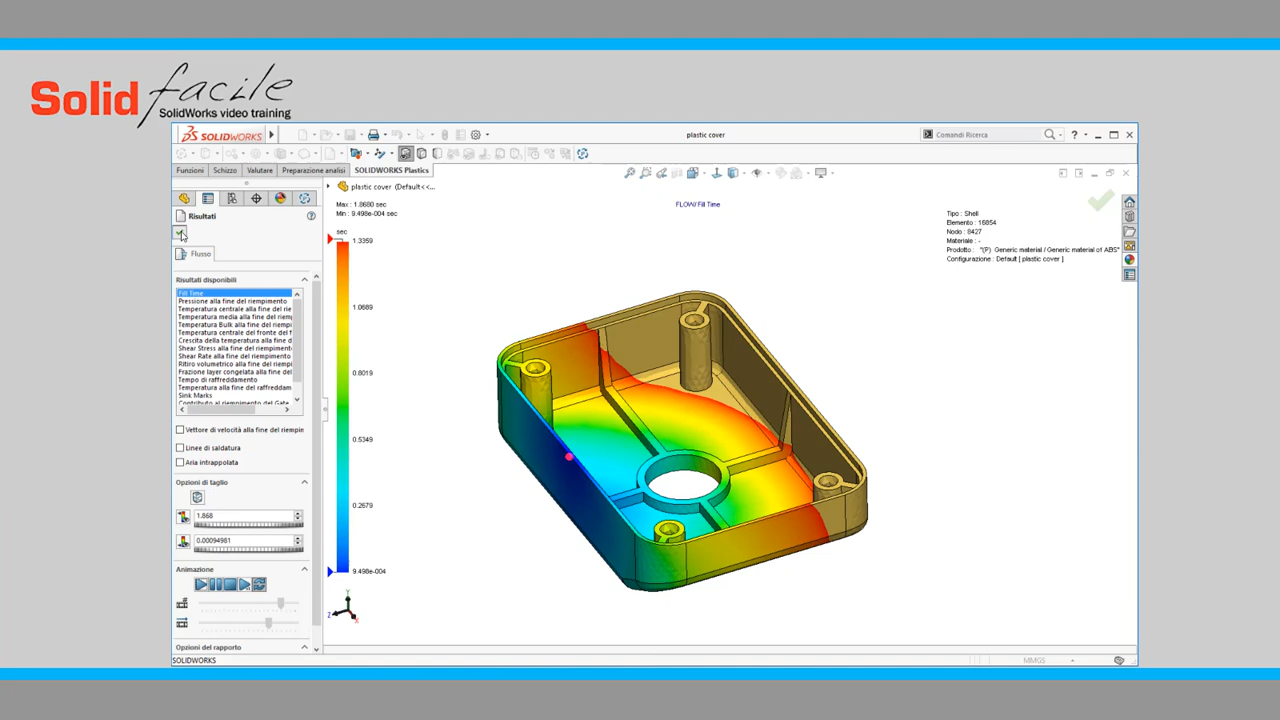 Solid facile
SolidWorks video training
SOLIDWORKS
plastic cover
Comandi Ricerca
Funzioni Schizzo Valutare Preparazione analisi SOLIDWORKS Plastics
plastic cover (Default<<...
FLOW/Fill Time
Max : 1.8680 sec
Min : 9.498e-004 sec
sec
1.3359
1.0689
0.8019
0.5349
0.2679
9.498e-004
Tipo : Shell
Elemento : 16854
Nodo : 8427
Materiale : -
Prodotto : "(P) Generic material / Generic material of ABS"
Configurazione : Default [ plastic cover ]
Risultati
Flusso
Risultati disponibili
Fill Time
Pressione alla fine del riempimento
Temperatura centrale alla fine del rie
Temperatura media alla fine del riemp
Temperatura Bulk alla fine del riempi
Temperatura centrale del fronte del f
Crescita della temperatura alla fine d
Shear Stress alla fine del riempimento
Shear Rate alla fine del riempimento
Ritiro volumetrico alla fine del riempi
Frazione layer congelata alla fine del
Tempo di raffreddamento
Temperatura alla fine del raffreddam
Sink Marks
Contributo al riempimento del Gate
Vettore di velocità alla fine del riempin
Linee di saldatura
Aria intrappolata
Opzioni di taglio
1.868
0.00094981
Animazione
Opzioni del rapporto
Z Y X
SOLIDWORKS
MMGS